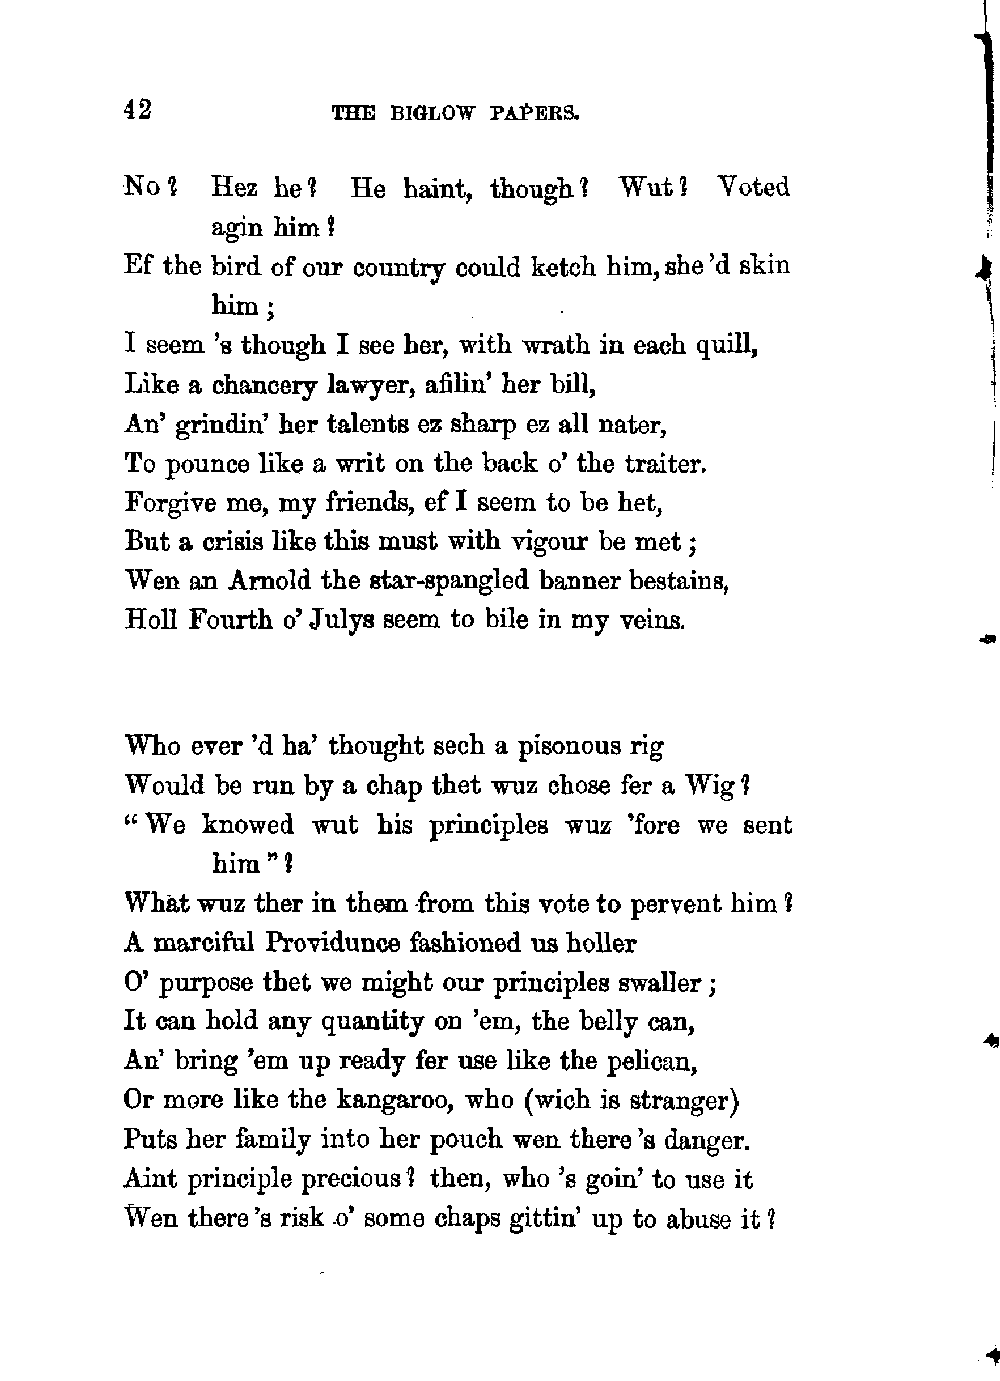 42 THE BIGLOW PAPERS.
No? Hez he? He haint, though? Wut? Voted
agin him?
Ef the bird of our country could ketch him, she 'd skin
him;
I seem 's though I see her, with wrath in each quill,
Like a chancery lawyer, afilin' her bill,
An' grindin' her talents ez sharp ez all nater,
To pounce like a writ on the back o' the traiter.
Forgive me, my friends, ef I seem to be het,
But a crisis like this must with vigour be met;
Wen an Arnold the star-spangled banner bestains,
Holl Fourth o' Julys seem to bile in my veins.
Who ever 'd ha' thought sech a pisonous rig
Would be run by a chap thet wuz chose fer a Wig?
"We knowed wut his principles wuz 'fore we sent
him"?
What wuz ther in them from this vote to pervent him?
A marciful Providunce fashioned us holler
O' purpose thet we might our principles swaller;
It can hold any quantity on 'em, the belly can,
An' bring 'em up ready fer use like the pelican,
Or more like the kangaroo, who (wich is stranger)
Puts her family into her pouch wen there 's danger.
Aint principle precious? then, who 's goin' to use it
Wen there 's risk o' some chaps gittin' up to abuse it?